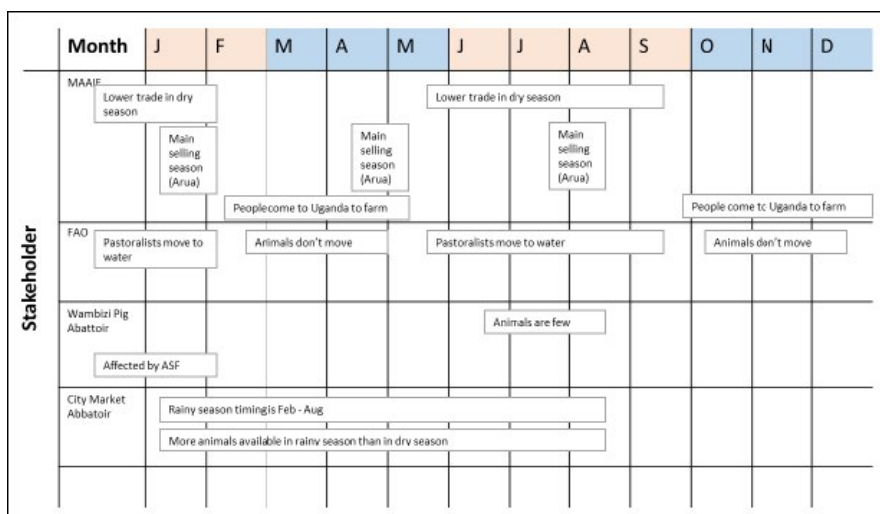 Month J F M A M J J A S O N D
Stakeholder
MAAIF
Lower trade in dry
season
Lower trade in dry season
Main
selling
season
(Arua)
Main
selling
season
(Arua)
Main
selling
season
(Arua)
People come to Uganda to farm
People come to Uganda to farm
FAO
Pastoralists move to
water
Animals don't move
Pastoralists move to water
Animals don't move
Wambizi Pig
Abattoir
Animals are few
Affected by ASF
City Market
Abbatoir
Rainy season timing is Feb - Aug
More animals available in rainy season than in dry season